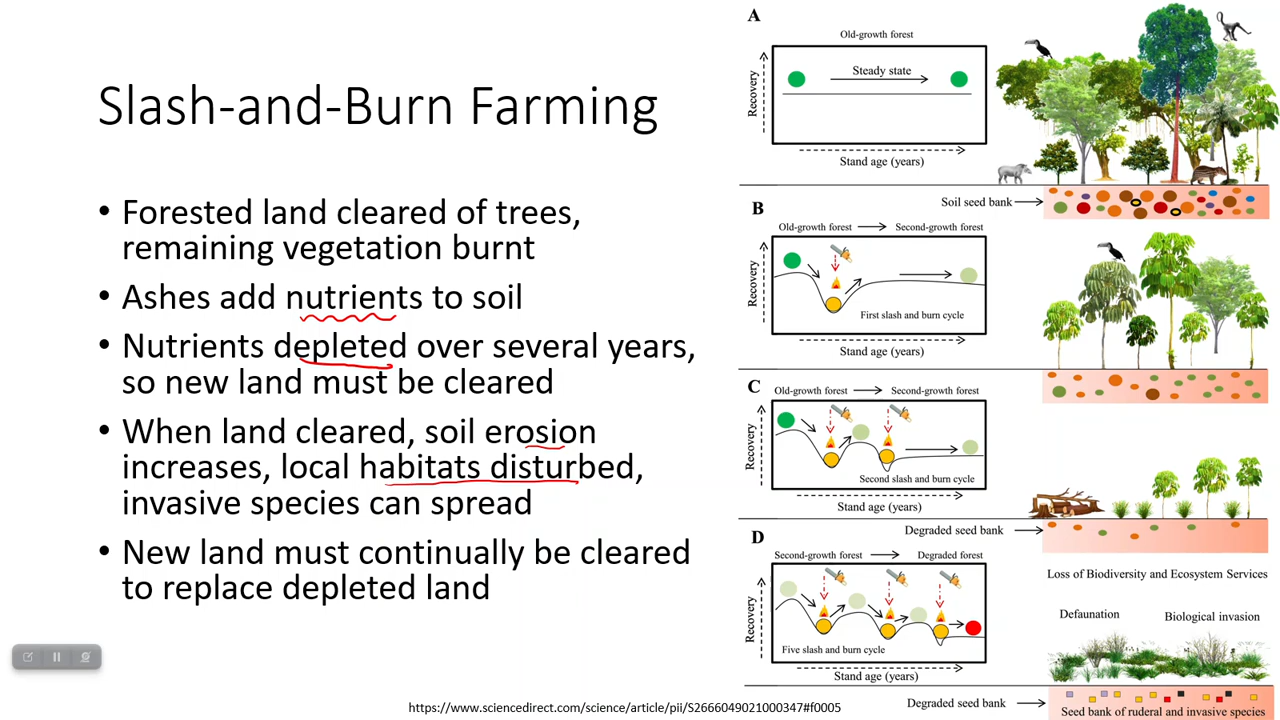 Slash-and-Burn Farming
• Forested land cleared of trees,
remaining vegetation burnt
• Ashes add nutrients to soil
• Nutrients depleted over several years,
so new land must be cleared
• When land cleared, soil erosion
increases, local habitats disturbed,
invasive species can spread
• New land must continually be cleared
to replace depleted land
A
Old-growth forest
Recovery
Steady state
Stand age (years)
Soil seed bank
B
Old-growth forest
Second-growth forest
Recovery
First slash and burn cycle
Stand age (years)
C
Old-growth forest
Second-growth forest
Recovery
Second slash and burn cycle
Stand age (years)
Degraded seed bank
D
Second-growth forest
Degraded forest
Recovery
Five slash and burn cycle
Stand age (years)
Loss of Biodiversity and Ecosystem Services
Defaunation
Biological invasion
Degraded seed bank
Seed bank of ruderal and invasive species
https://www.sciencedirect.com/science/article/pii/S2666049021000347#f0005